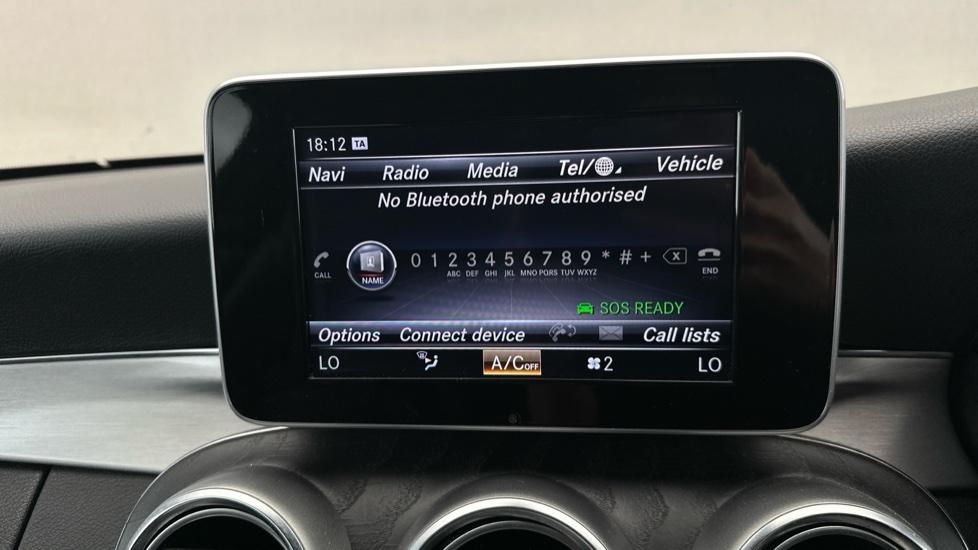 18:12 TA
Navi Radio Media Tel/ Vehicle
No Bluetooth phone authorised
0 1 2 3 4 5 6 7 8 9 * # +
CALL NAME ABC DEF GHI JKL MNO PQRS TUV WXYZ X END
SOS READY
Options Connect device Call lists
LO A/C OFF 2 LO